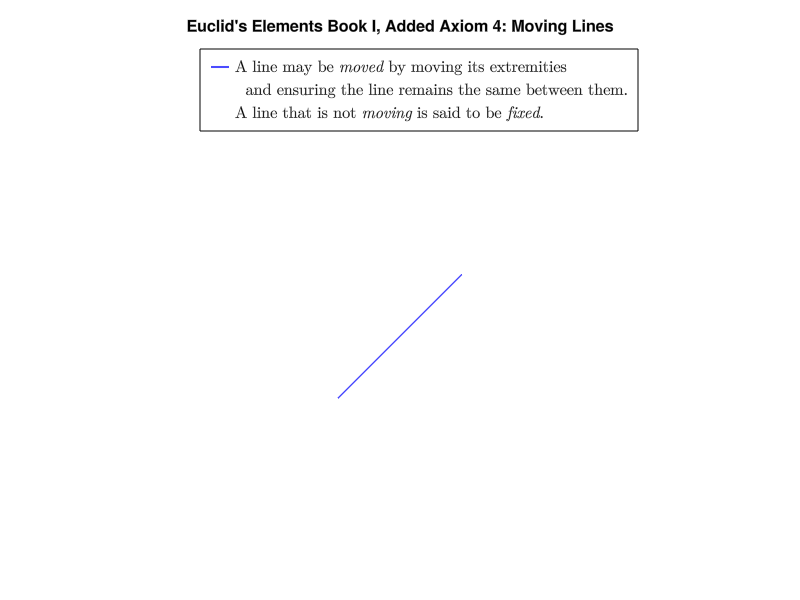 Euclid's Elements Book I, Added Axiom 4: Moving Lines
A line may be moved by moving its extremities
and ensuring the line remains the same between them.
A line that is not moving is said to be fixed.